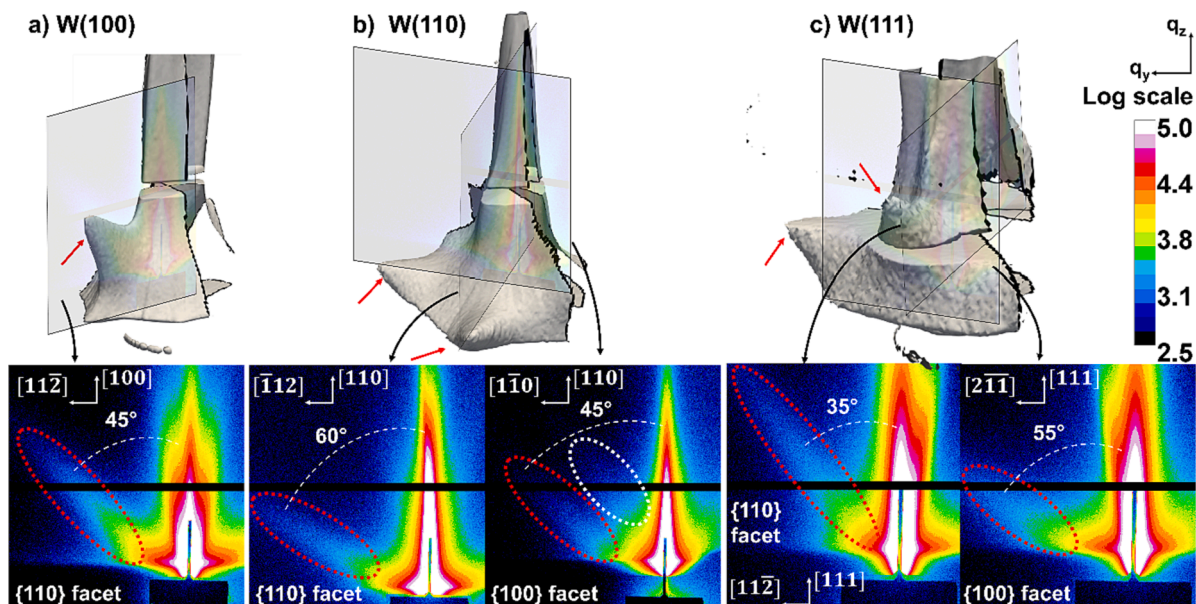 a) W(100)
b) W(110)
c) W(111)
q_z
q_y
Log scale
5.0
4.4
3.8
3.1
2.5
[112̅] [100]
45°
{110} facet
[1̅12] [110]
60°
{110} facet
[11̅0] [110]
45°
{100} facet
35°
{110}
facet
[112̅] [111]
[21̅1̅] [111]
55°
{100} facet